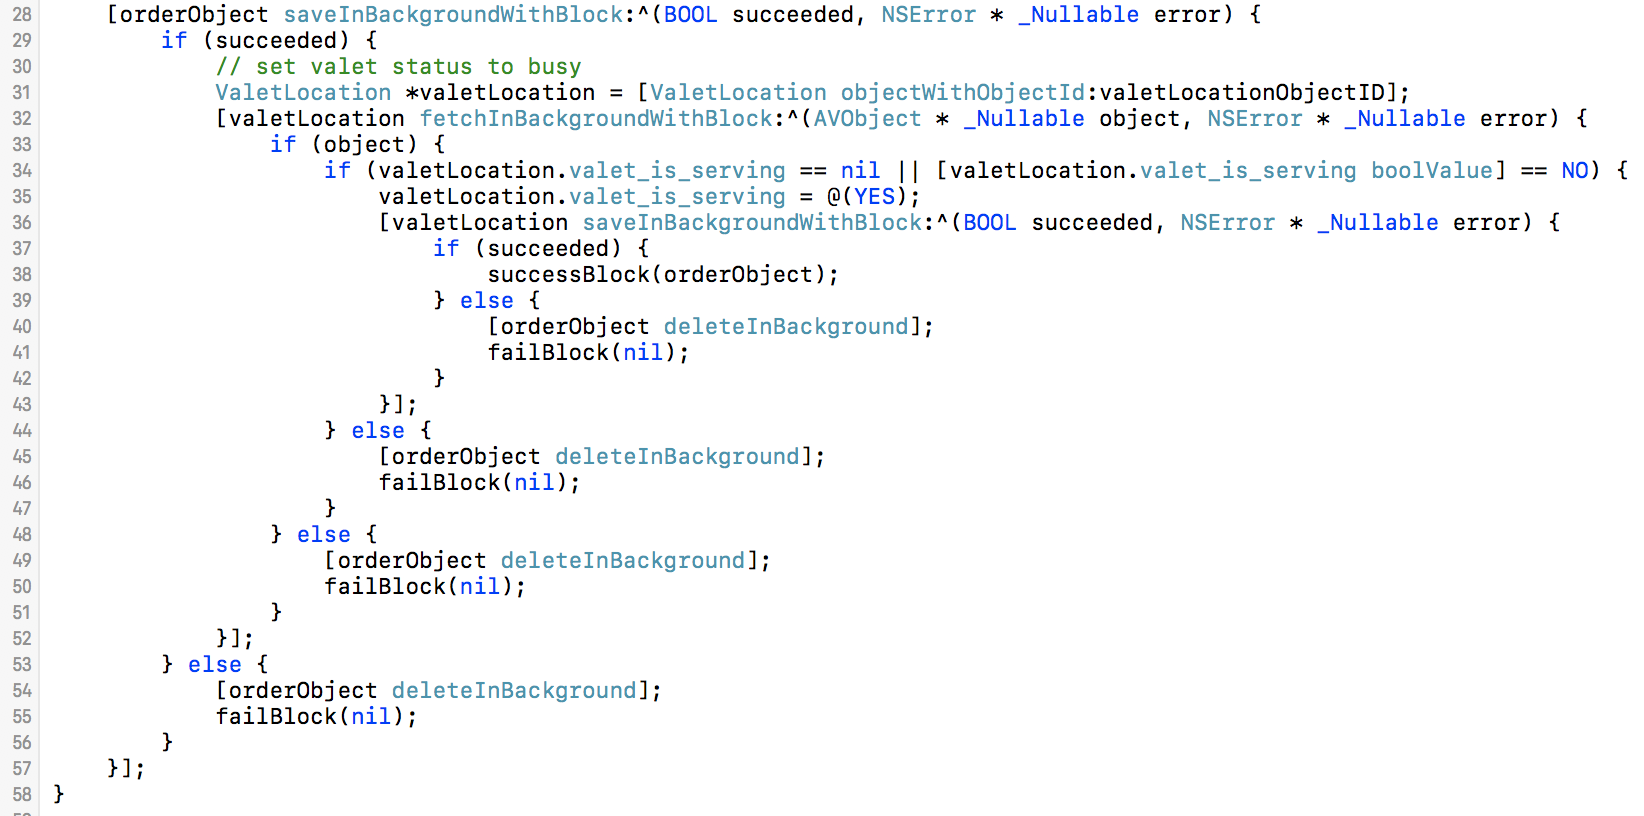 28 [orderObject saveInBackgroundWithBlock:^(BOOL succeeded, NSError * _Nullable error) {
29 if (succeeded) {
30 // set valet status to busy
31 ValetLocation *valetLocation = [ValetLocation objectWithObjectId:valetLocationObjectID];
32 [valetLocation fetchInBackgroundWithBlock:^(AVObject * _Nullable object, NSError * _Nullable error) {
33 if (object) {
34 if (valetLocation.valet_is_serving == nil || [valetLocation.valet_is_serving boolValue] == NO) {
35 valetLocation.valet_is_serving = @(YES);
36 [valetLocation saveInBackgroundWithBlock:^(BOOL succeeded, NSError * _Nullable error) {
37 if (succeeded) {
38 successBlock(orderObject);
39 } else {
40 [orderObject deleteInBackground];
41 failBlock(nil);
42 }
43 }];
44 } else {
45 [orderObject deleteInBackground];
46 failBlock(nil);
47 }
48 } else {
49 [orderObject deleteInBackground];
50 failBlock(nil);
51 }
52 }];
53 } else {
54 [orderObject deleteInBackground];
55 failBlock(nil);
56 }
57 }];
58 }